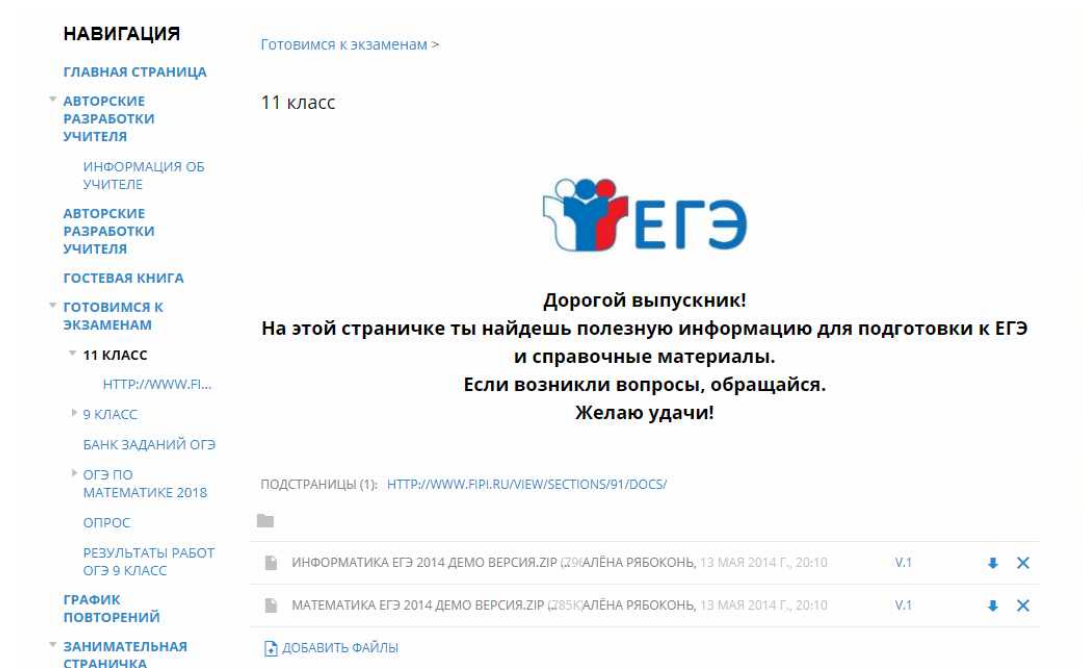 НАВИГАЦИЯ
ГЛАВНАЯ СТРАНИЦА
АВТОРСКИЕ
РАЗРАБОТКИ
УЧИТЕЛЯ
ИНФОРМАЦИЯ ОБ
УЧИТЕЛЕ
АВТОРСКИЕ
РАЗРАБОТКИ
УЧИТЕЛЯ
ГОСТЕВАЯ КНИГА
ГОТОВИМСЯ К
ЭКЗАМЕНАМ
11 КЛАСС
HTTP://WWW.FI...
9 КЛАСС
БАНК ЗАДАНИЙ ОГЭ
ОГЭ ПО
МАТЕМАТИКЕ 2018
ОПРОС
РЕЗУЛЬТАТЫ РАБОТ
ОГЭ 9 КЛАСС
ГРАФИК
ПОВТОРЕНИЙ
ЗАНИМАТЕЛЬНАЯ
СТРАНИЧКА
Готовимся к экзаменам >
11 класс
ЕГЭ
Дорогой выпускник!
На этой страничке ты найдешь полезную информацию для подготовки к ЕГЭ
и справочные материалы.
Если возникли вопросы, обращайся.
Желаю удачи!
ПОДСТРАНИЦЫ (1): HTTP://WWW.FIPI.RU/VIEW/SECTIONS/91/DOCS/
ИНФОРМАТИКА ЕГЭ 2014 ДЕМО ВЕРСИЯ.ZIP АЛЁНА РЯБОКОНЬ, 13 МАЯ 2014 Г., 20:10 V.1
МАТЕМАТИКА ЕГЭ 2014 ДЕМО ВЕРСИЯ.ZIP (785K АЛЁНА РЯБОКОНЬ, 13 МАЯ 2014 Г., 20:10 V.1
ДОБАВИТЬ ФАЙЛЫ